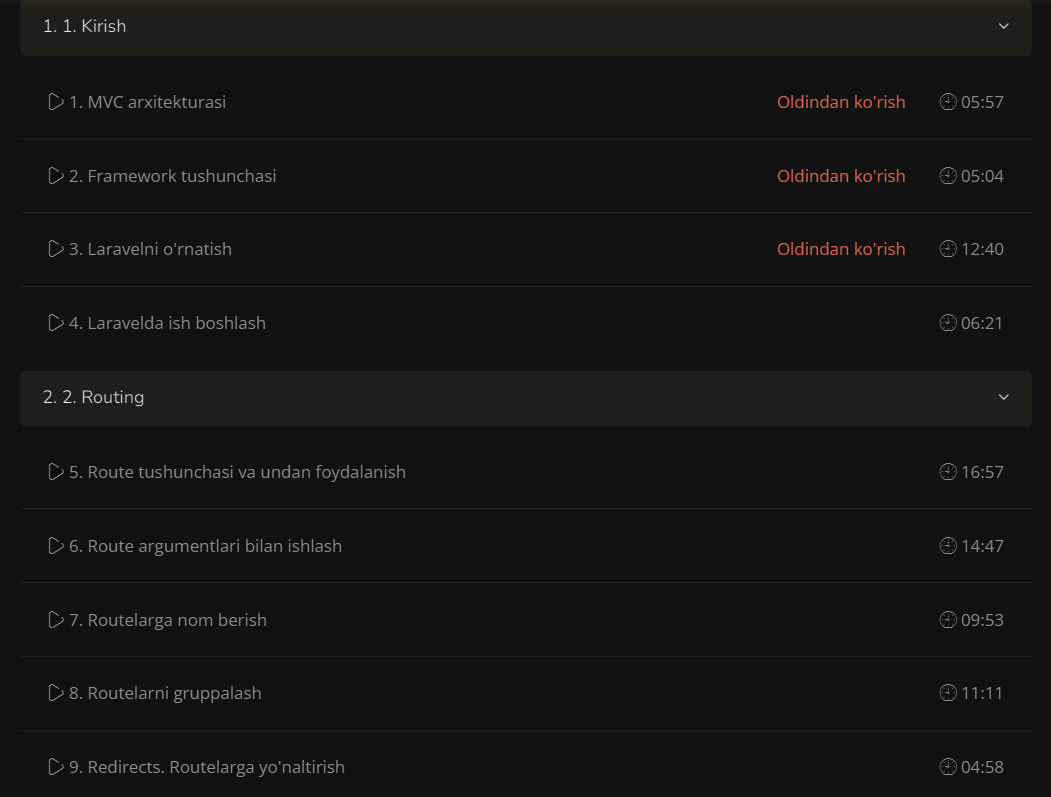 1. 1. Kirish
1. MVC arxitekturasi Oldindan ko'rish 05:57
2. Framework tushunchasi Oldindan ko'rish 05:04
3. Laravelni o'rnatish Oldindan ko'rish 12:40
4. Laravelda ish boshlash 06:21
2. 2. Routing
5. Route tushunchasi va undan foydalanish 16:57
6. Route argumentlari bilan ishlash 14:47
7. Routelarga nom berish 09:53
8. Routelarni gruppalash 11:11
9. Redirects. Routelarga yo'naltirish 04:58